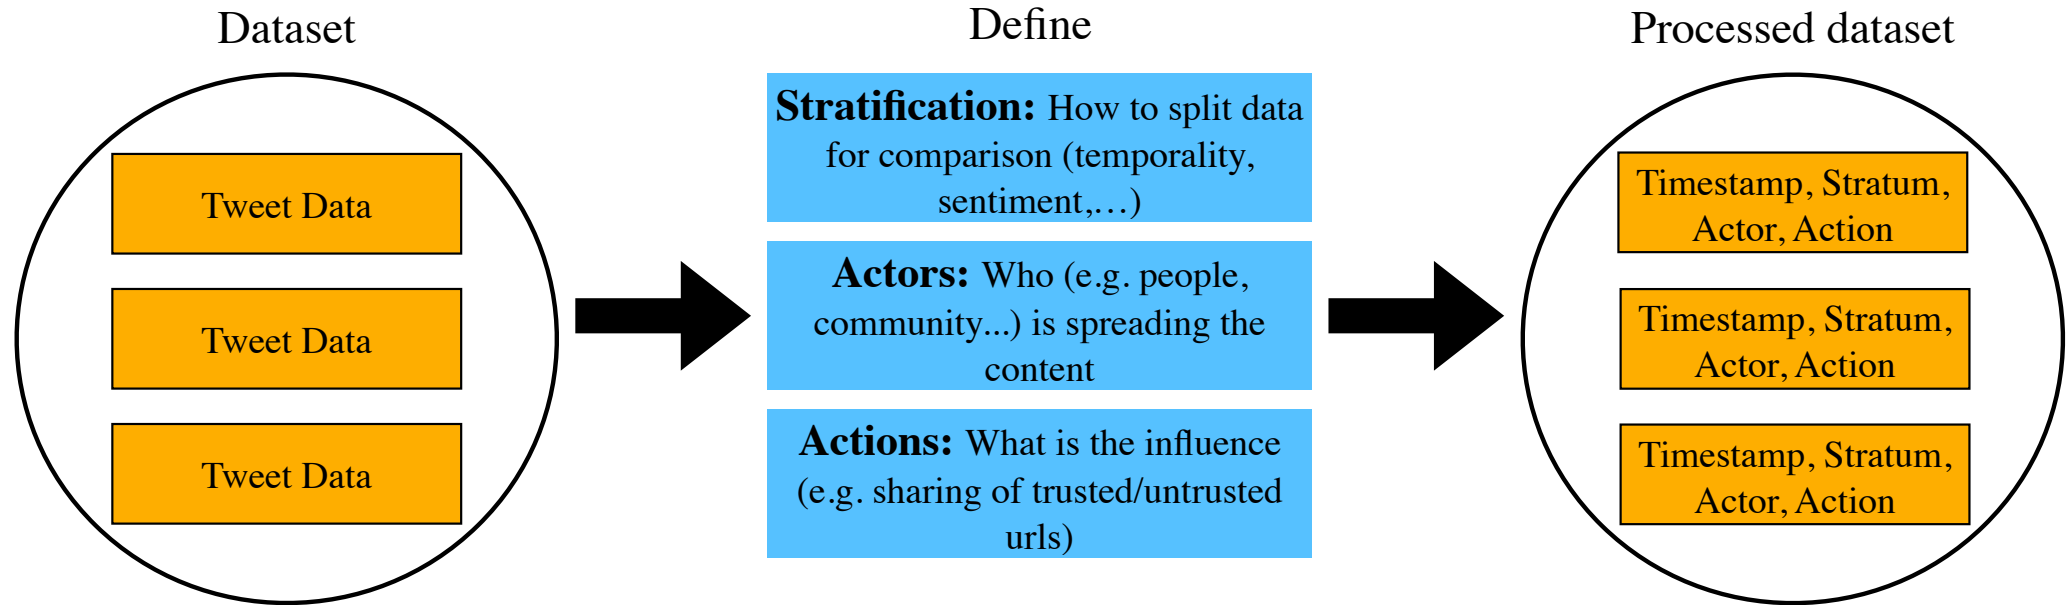 Dataset
Tweet Data
Tweet Data
Tweet Data
Define
Stratification: How to split data
for comparison (temporality,
sentiment,…)
Actors: Who (e.g. people,
community...) is spreading the
content
Actions: What is the influence
(e.g. sharing of trusted/untrusted
urls)
Processed dataset
Timestamp, Stratum,
Actor, Action
Timestamp, Stratum,
Actor, Action
Timestamp, Stratum,
Actor, Action